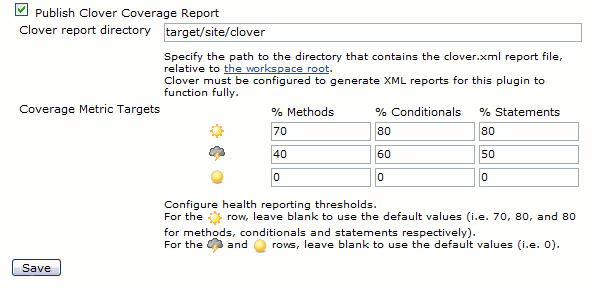 Publish Clover Coverage Report
Clover report directory target/site/clover
Specify the path to the directory that contains the clover.xml report file,
relative to the workspace root.
Clover must be configured to generate XML reports for this plugin to
function fully.
Coverage Metric Targets % Methods % Conditionals % Statements
70 80 80
40 60 50
0 0 0
Configure health reporting thresholds.
For the row, leave blank to use the default values (i.e. 70, 80, and 80
for methods, conditionals and statements respectively).
For the and rows, leave blank to use the default values (i.e. 0).
Save